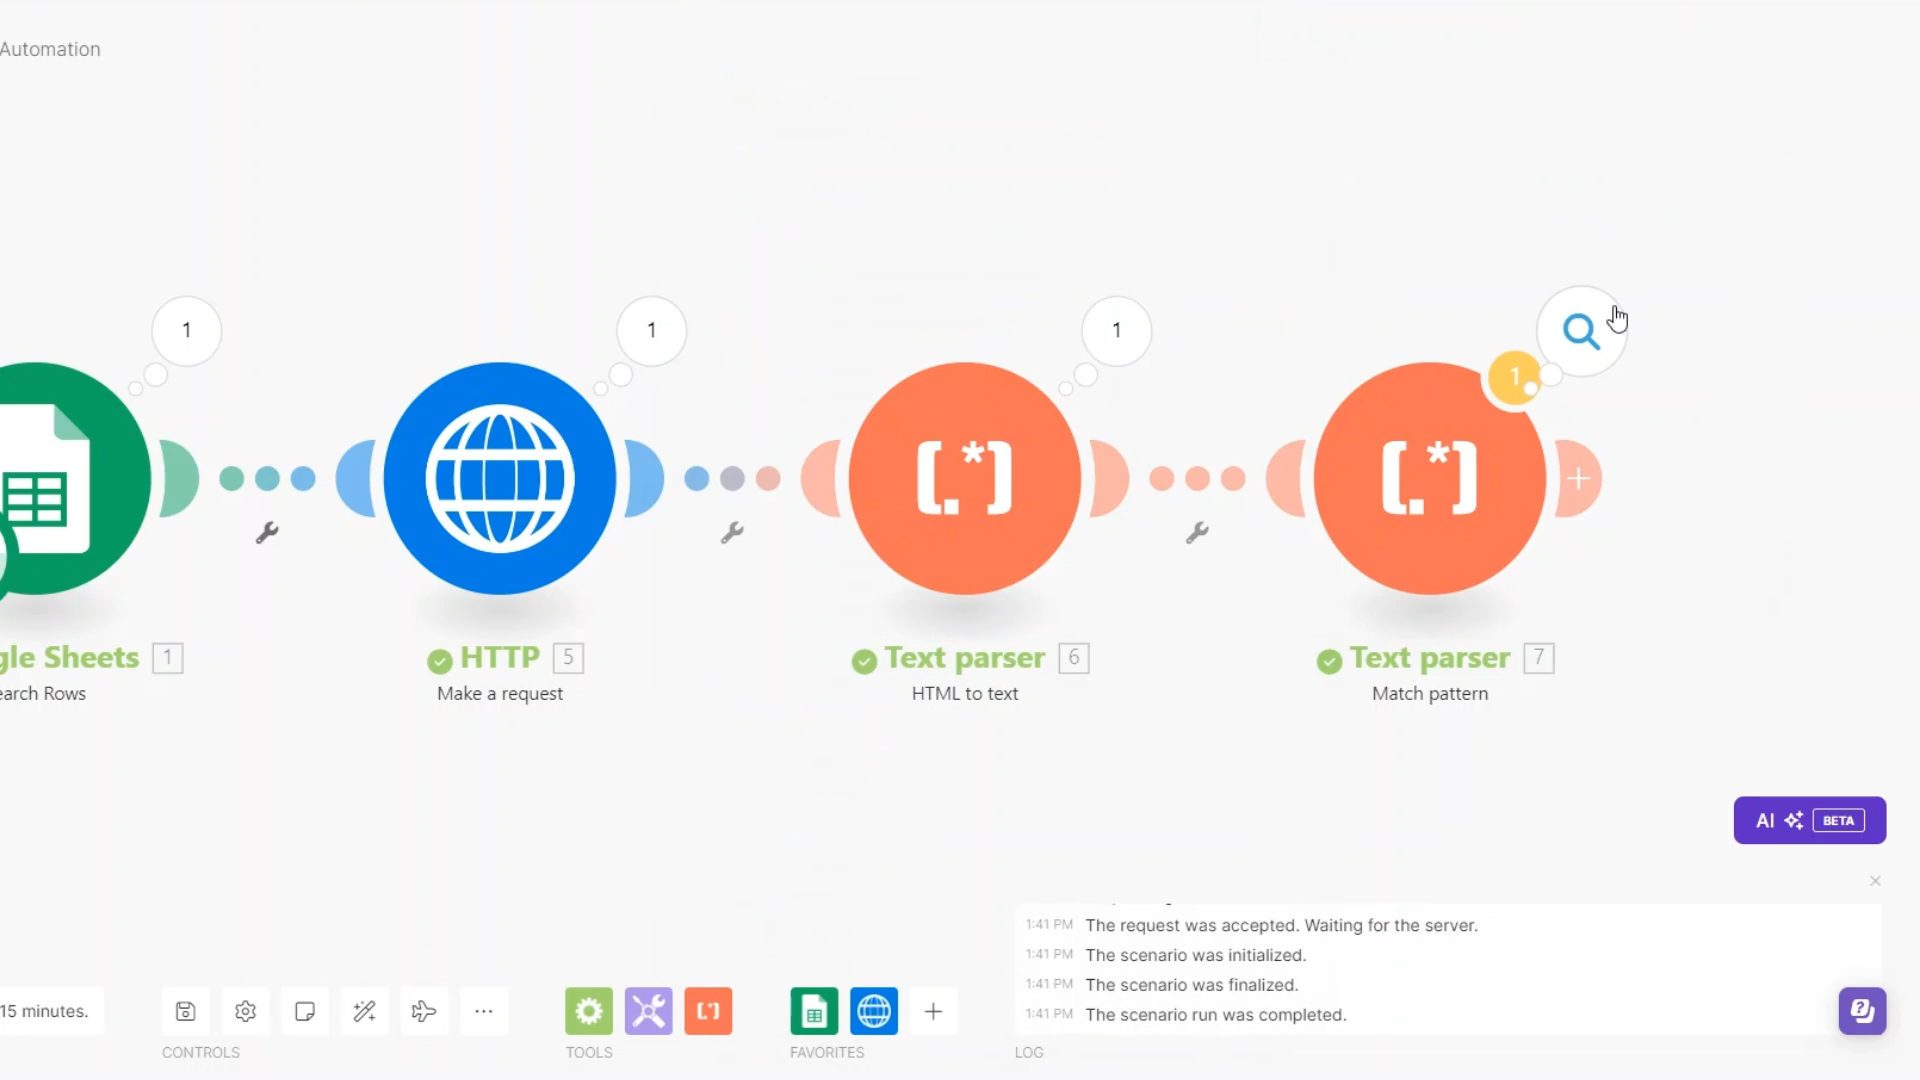 Automation
1
1
1
1
gle Sheets 1
earch Rows
HTTP 5
Make a request
Text parser 6
HTML to text
Text parser 7
Match pattern
AI BETA
1:41 PM The request was accepted. Waiting for the server.
1:41 PM The scenario was initialized.
1:41 PM The scenario was finalized.
1:41 PM The scenario run was completed.
15 minutes.
CONTROLS
TOOLS
FAVORITES
LOG